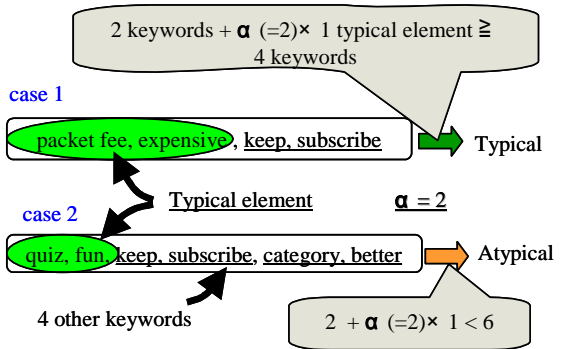 2 keywords + α (=2)× 1 typical element ≧
4 keywords
case 1
packet fee, expensive, keep, subscribe
Typical
Typical element
α = 2
case 2
quiz, fun, keep, subscribe, category, better
Atypical
4 other keywords
2 + α (=2)× 1 < 6